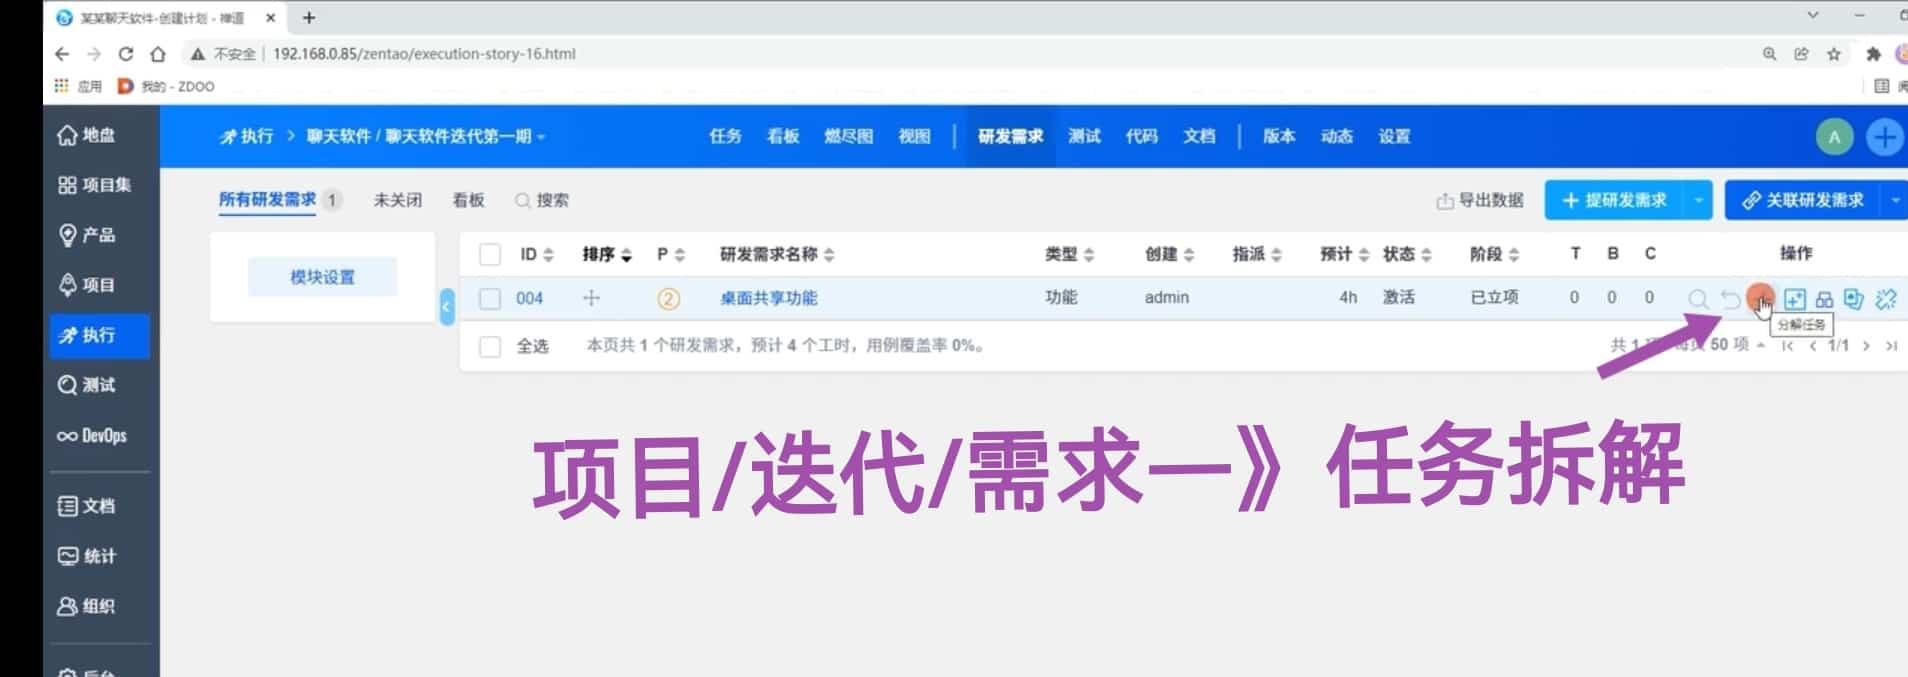 某某聊天软件-创建计划 - 禅道
不安全 192.168.0.85/zentao/execution-story-16.html
应用 我的 - ZDOO
地盘
项目集
产品
项目
执行
测试
DevOps
文档
统计
组织
后台
执行 > 聊天软件 / 聊天软件迭代第一期
任务 看板 燃尽图 视图 研发需求 测试 代码 文档 版本 动态 设置
A
所有研发需求 1 未关闭 看板 搜索
导出数据 提研发需求 关联研发需求
模块设置
ID 排序 P 研发需求名称 类型 创建 指派 预计 状态 阶段 T B C 操作
004 2 桌面共享功能 功能 admin 4h 激活 已立项 0 0 0
分解任务
全选 本页共 1 个研发需求，预计 4 个工时，用例覆盖率 0%。
共 1 项 每页 50 项 1/1
项目/迭代/需求一》任务拆解